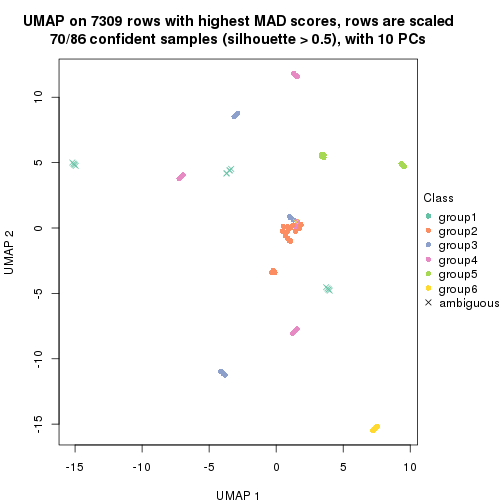 UMAP on 7309 rows with highest MAD scores, rows are scaled
70/86 confident samples (silhouette > 0.5), with 10 PCs
10
5
0
-5
-10
-15
UMAP 2
-15
-10
-5
0
5
10
UMAP 1
Class
group1
group2
group3
group4
group5
group6
ambiguous